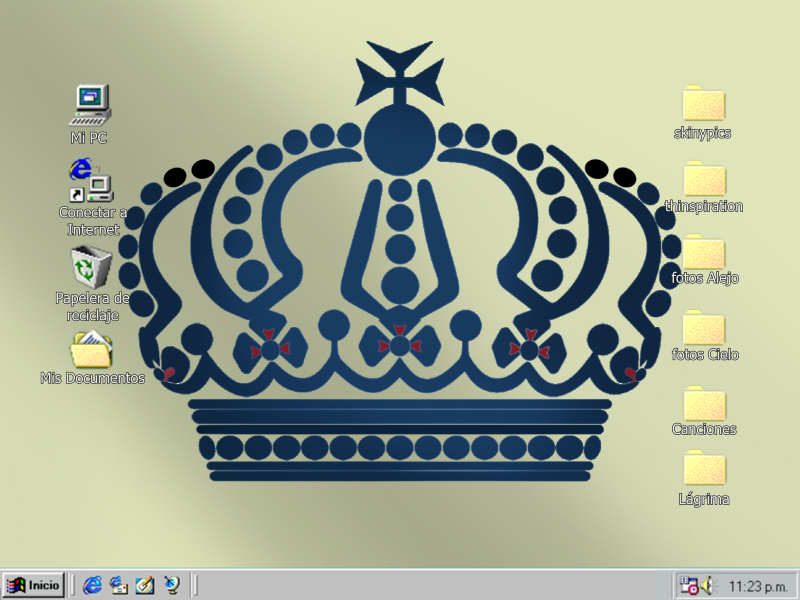 Mi PC
Conectar a
Internet
Papelera de
reciclaje
Mis Documentos
skinypics
thinspiration
fotos Alejo
fotos Cielo
Canciones
Lágrima
Inicio
11:23 p.m.